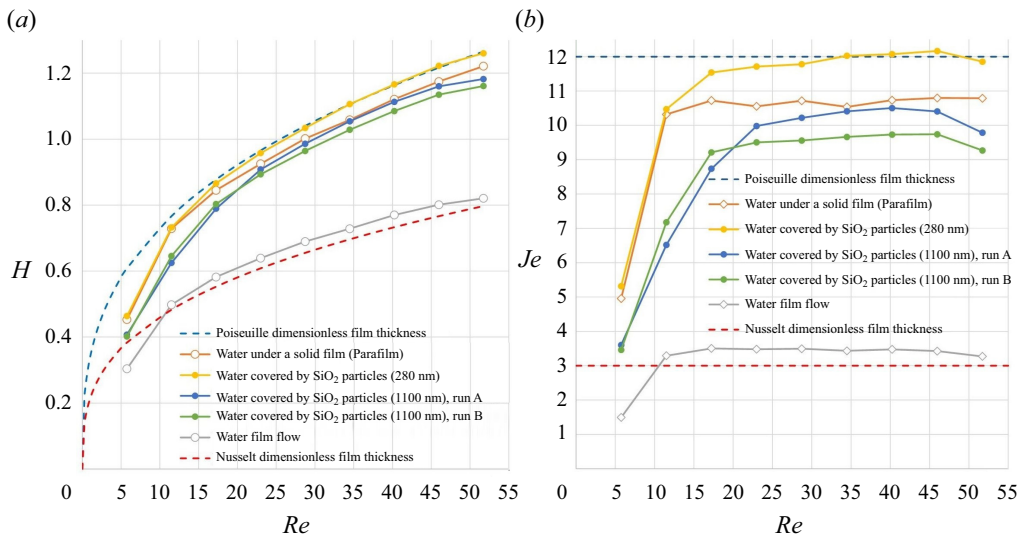 (a)
1.2
1.0
0.8
H
0.6
0.4
0.2
0 5 10 15 20 23 30 35 40 45 50 55
Re
Poiseuille dimensionless film thickness
Water under a solid film (Parafilm)
Water covered by SiO₂ particles (280 nm)
Water covered by SiO₂ particles (1100 nm), run A
Water covered by SiO₂ particles (1100 nm), run B
Water film flow
Nusselt dimensionless film thickness
(b)
12
11
10
9
8
7
Je
6
5
4
3
2
1
0 5 10 15 20 25 30 35 40 45 50 55
Re
Poiseuille dimensionless film thickness
Water under a solid film (Parafilm)
Water covered by SiO₂ particles (280 nm)
Water covered by SiO₂ particles (1100 nm), run A
Water covered by SiO₂ particles (1100 nm), run B
Water film flow
Nusselt dimensionless film thickness